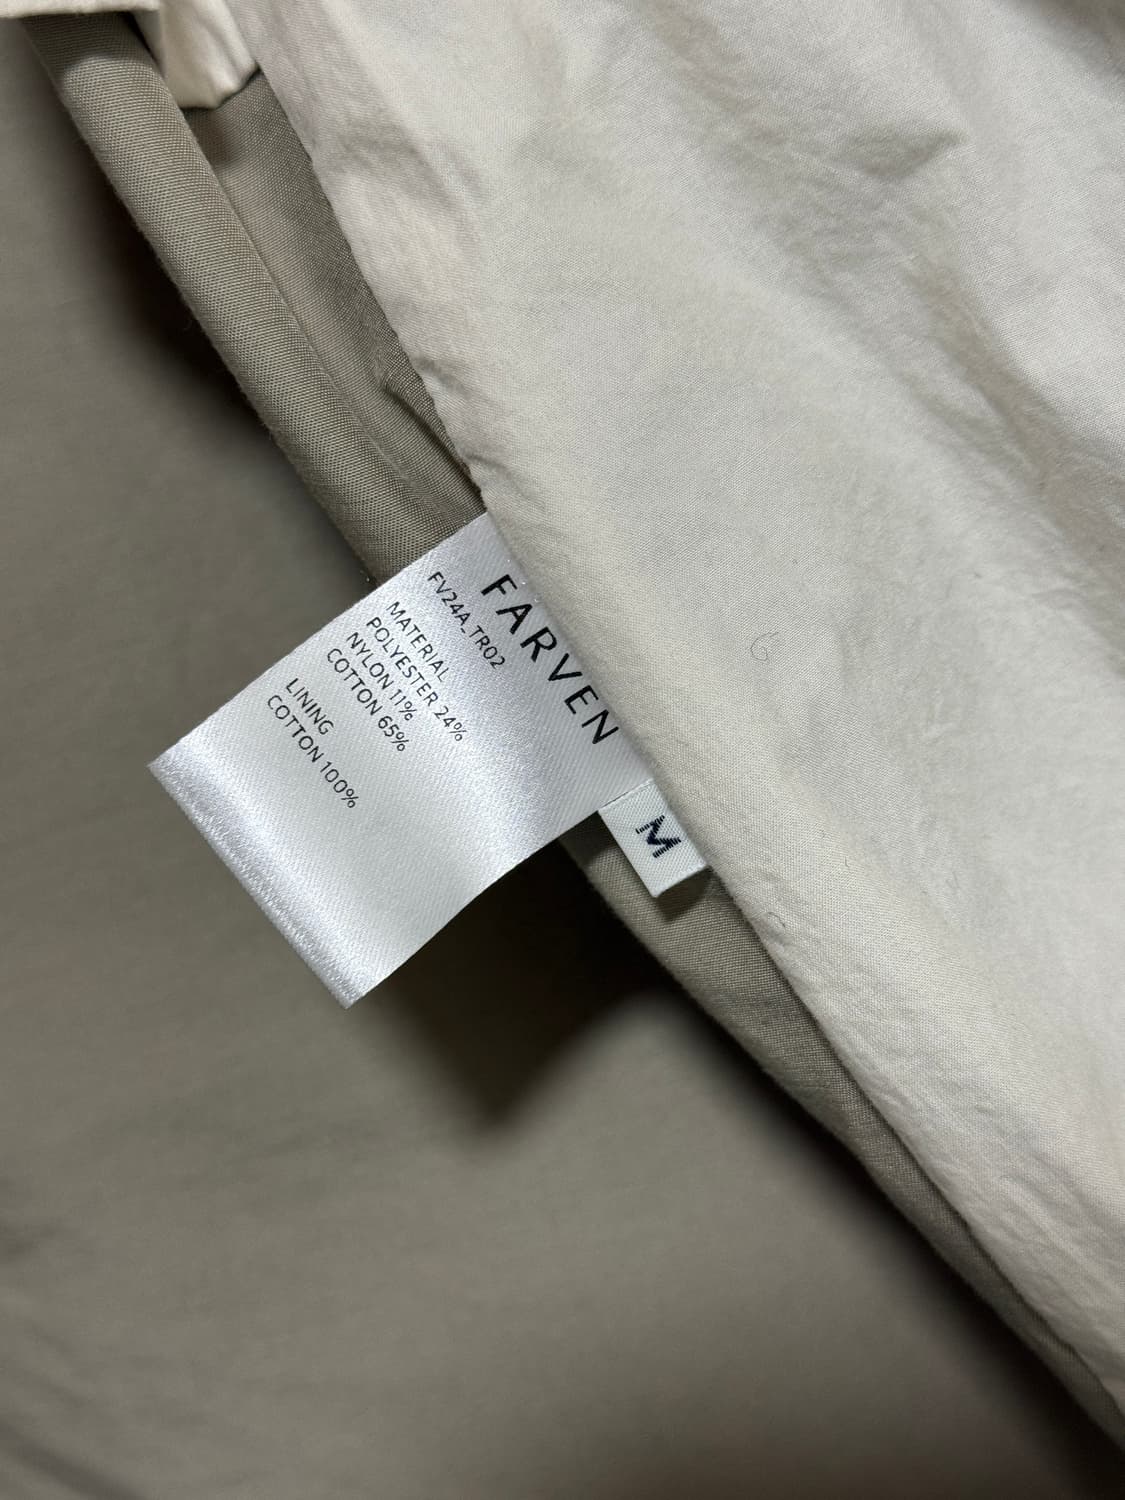 FARVEN
FV24A_TR02
MATERIAL
POLYESTER 24%
NYLON 11%
COTTON 65%
LINING
COTTON 100%
M